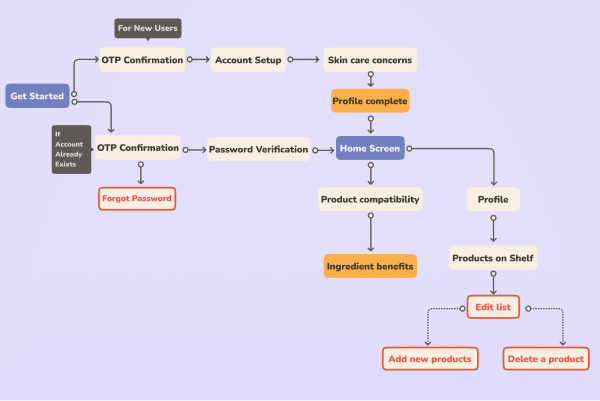 For New Users
OTP Confirmation
Account Setup
Skin care concerns
Get Started
Profile complete
If
Account
Already
Exixts
OTP Confirmation
Password Verification
Home Screen
Forgot Password
Product compatibility
Profile
Ingredient benefits
Products on Shelf
Edit list
Add new products
Delete a product